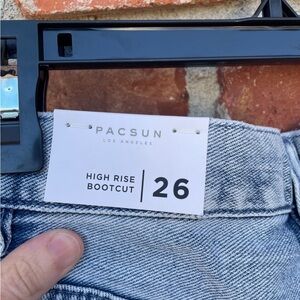 PACSUN
LOS ANGELES
HIGH RISE
BOOTCUT
26